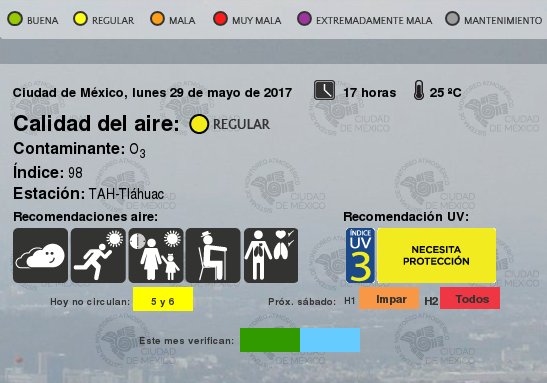 BUENA REGULAR MALA MUY MALA EXTREMADAMENTE MALA MANTENIMIENTO
Ciudad de México, lunes 29 de mayo de 2017 17 horas 25 ºC
Calidad del aire: REGULAR
Contaminante: O3
Índice: 98
Estación: TAH-Tláhuac
Recomendaciones aire: Recomendación UV:
ÍNDICE
UV
3
NECESITA
PROTECCIÓN
Hoy no circulan: 5 y 6 Próx. sábado: H1 Impar H2 Todos
Este mes verifican:
CIUDAD
DE MÉXICO